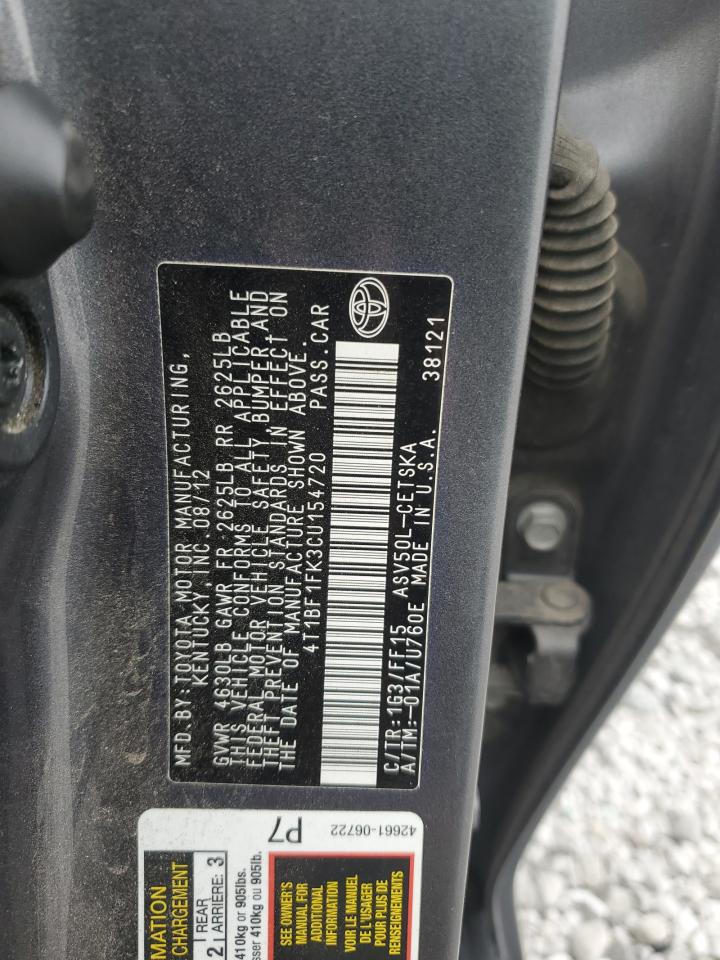 MFD. BY: TOYOTA MOTOR MANUFACTURING,
KENTUCKY, INC. 08/12
GVWR 4630LB GAWR FR 2625LB RR 2625LB
THIS VEHICLE CONFORMS TO ALL APPLICABLE
FEDERAL MOTOR VEHICLE SAFETY, BUMPER, AND
THEFT PREVENTION STANDARDS IN EFFECT ON
THE DATE OF MANUFACTURE SHOWN ABOVE.
4T1BF1FK3CU154720 PASS. CAR
C/TR: 1G3/FF15 ASV50L-CETSKA
A/TM: -01A/U760E MADE IN U.S.A. 38121
MATION
CHARGEMENT
2 REAR
ARRIÈRE: 3
410kg or 905lbs.
sser 410kg ou 905lb.
SEE OWNER'S
MANUAL FOR
ADDITIONAL
INFORMATION
VOIR LE MANUEL
DE L'USAGER
POUR PLUS DE
RENSEIGNEMENTS
P7
42661-06722